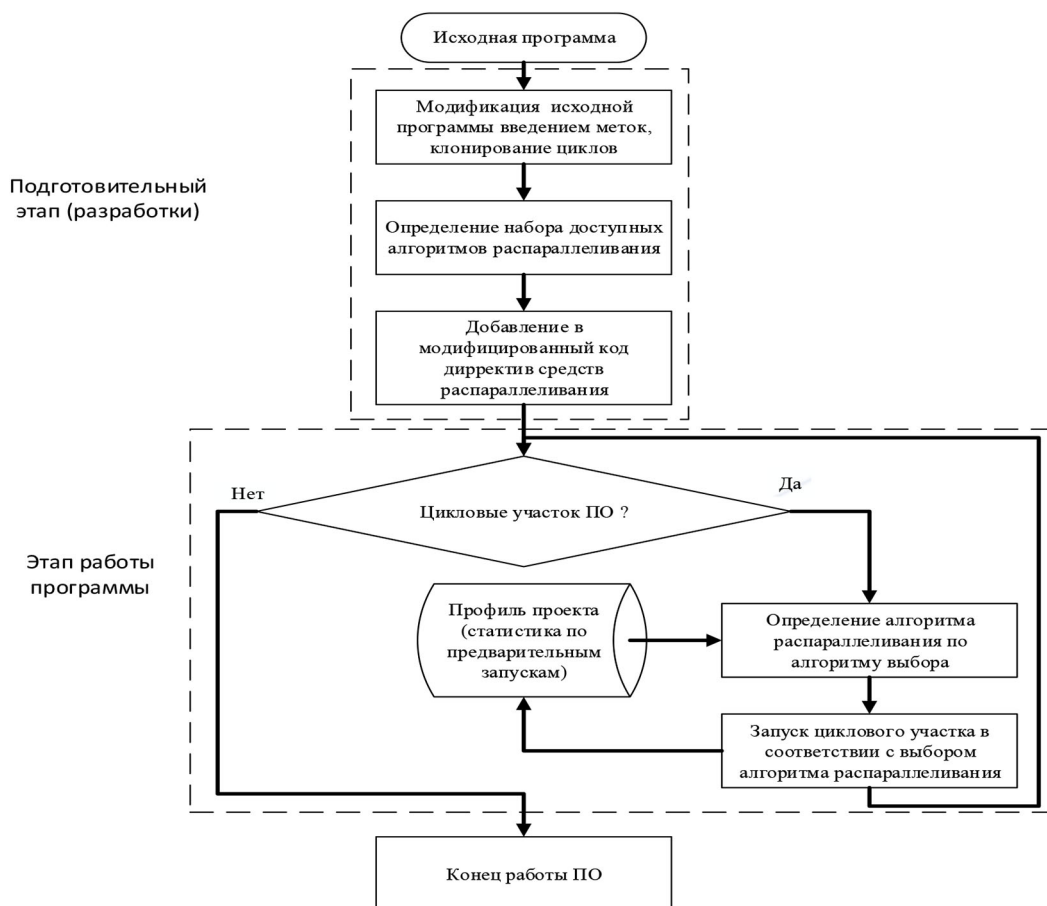 Исходная программа
Модификация исходной
программы введением меток,
клонирование циклов
Подготовительный
этап (разработки)
Определение набора доступных
алгоритмов распараллеливания
Добавление в
модифицированный код
дирректив средств
распараллеливания
Нет
Да
Цикловые участок ПО ?
Этап работы
программы
Профиль проекта
(статистика по
предварительным
запускам)
Определение алгоритма
распараллеливания по
алгоритму выбора
Запуск циклового участка в
соответствии с выбором
алгоритма распараллеливания
Конец работы ПО